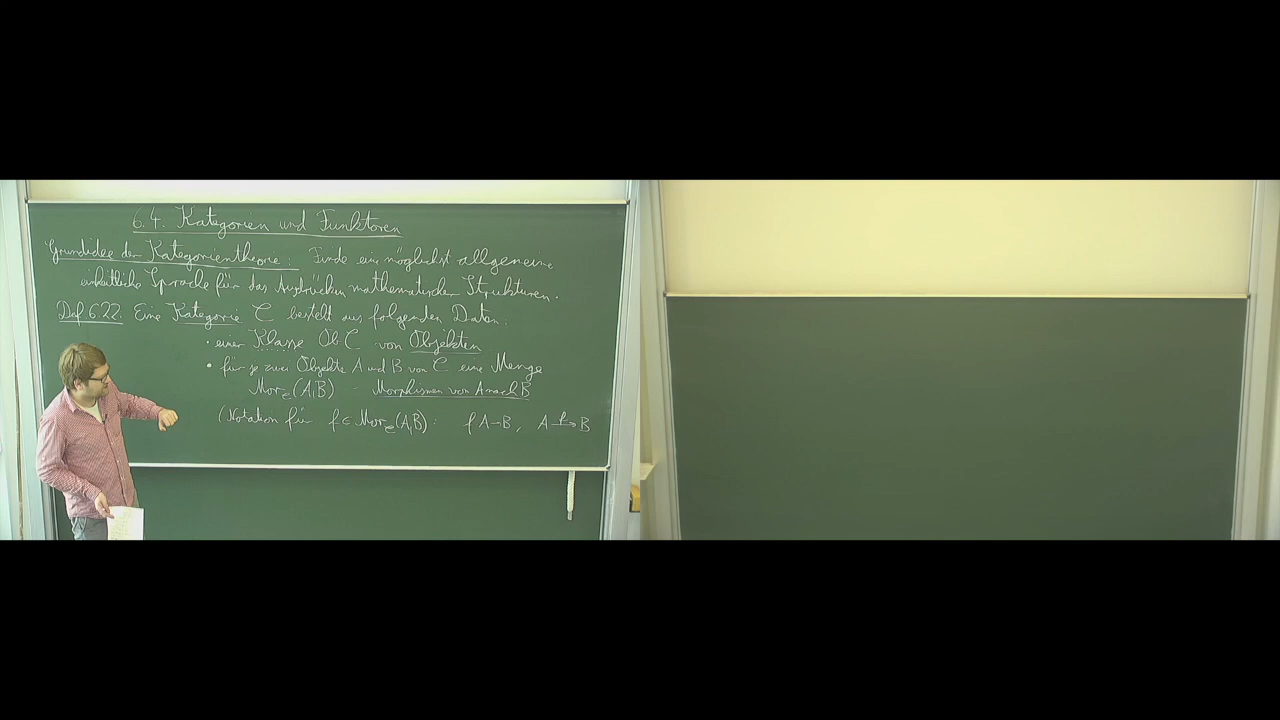 6.4. Kategorien und Funktoren
Grundidee der Kategorientheorie: Finde eine möglichst allgemeine,
einheitliche Sprache für das Ausdrücken mathematischer Strukturen.
Def. 6.22. Eine Kategorie C besteht aus folgenden Daten:
• einer Klasse Ob C von Objekten
• für je zwei Objekte A und B von C eine Menge
Mor_C(A,B) – Morphismen von A nach B
(Notation für f ∈ Mor_C(A,B): f: A→B, A –f→ B